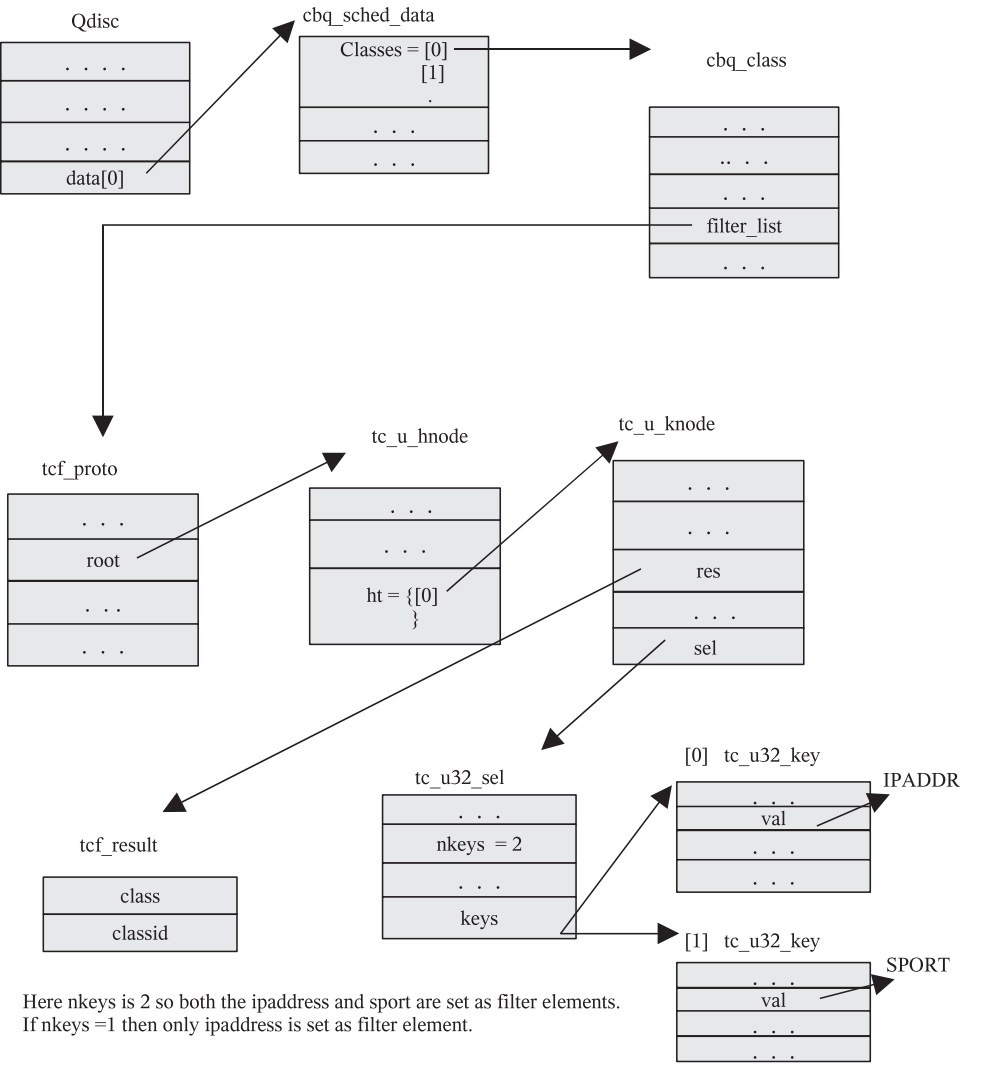 Qdisc
. . . .
. . . .
. . . .
data[0]
cbq_sched_data
Classes = [0]
[1]
.
. . .
. . .
cbq_class
. . .
.. . .
. . .
filter_list
. . .
tcf_proto
. . .
root
. . .
. . .
tc_u_hnode
. . .
. . .
ht = {[0]
}
tc_u_knode
. . .
. . .
res
. . .
sel
tcf_result
class
classid
tc_u32_sel
. . .
nkeys = 2
. . .
keys
[0] tc_u32_key
. . .
val
. . .
. . .
IPADDR
[1] tc_u32_key
. . .
val
. . .
. . .
SPORT
Here nkeys is 2 so both the ipaddress and sport are set as filter elements.
If nkeys =1 then only ipaddress is set as filter element.